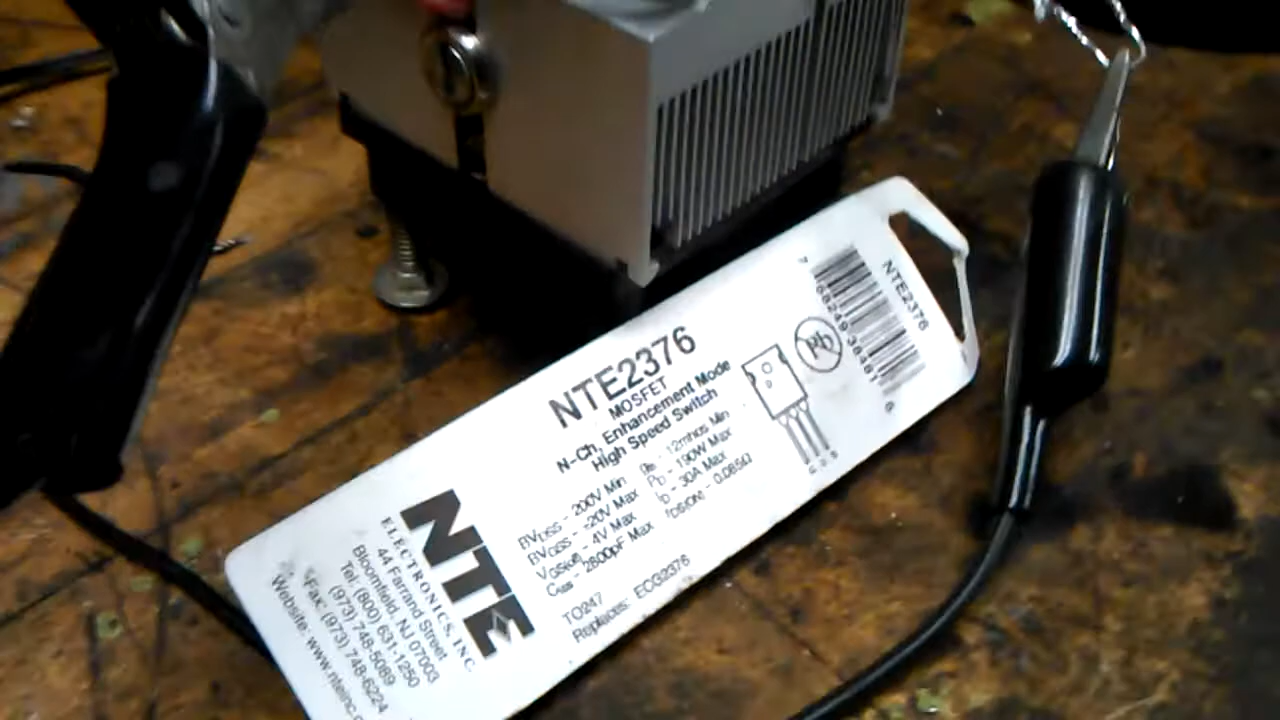 NTE2376
MOSFET
N-Ch, Enhancement Mode
High Speed Switch
BVDSS - 200V Min
BVGSS - ±20V Max
- 4V Max
Ciss - 2800pF Max
gfs - 12mhos Min
PD - 190W Max
ID - 30A Max
rDS(ON) - 0.085Ω
TO247
Replaces: ECG2376
G D S
Pb
NTE2376
NTE
ELECTRONICS, INC.
44 Farrand Street
Bloomfield, NJ 07003
Tel: (800) 631-1250
(973) 748-5089
Fax: (973) 748-6224
Website: www.nteinc.c